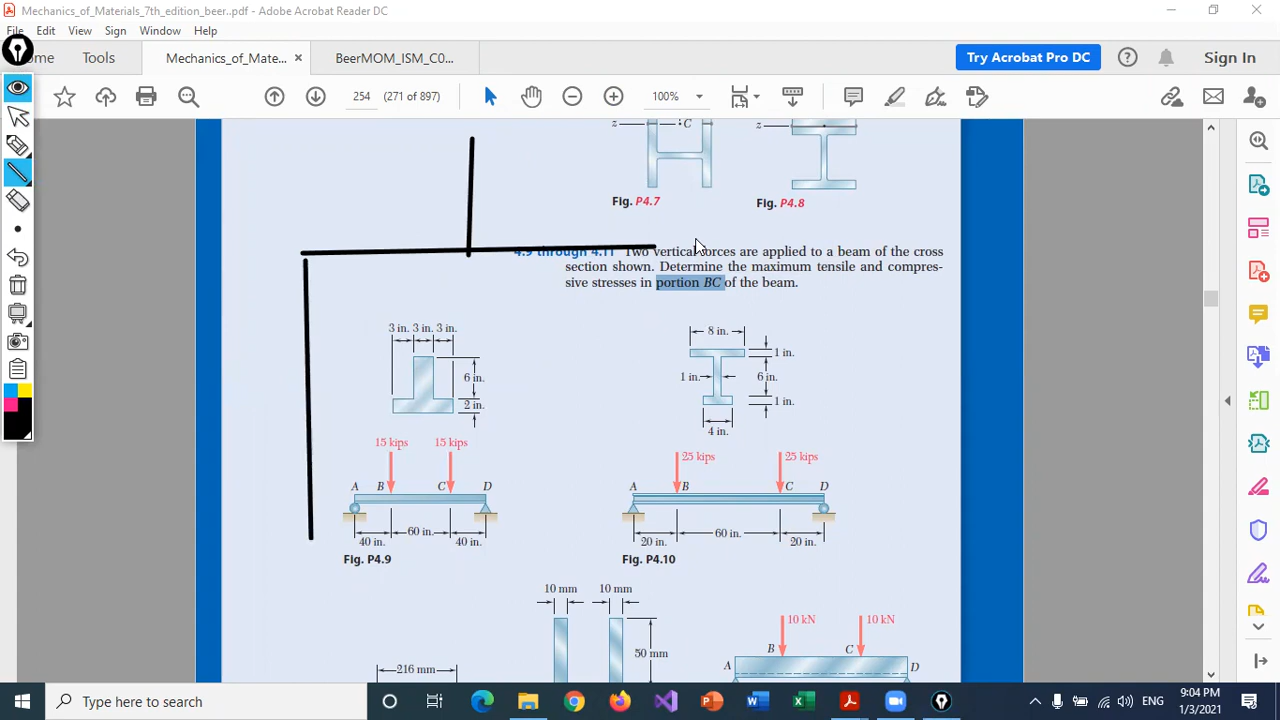 Mechanics_of_Materials_7th_edition_beer..pdf - Adobe Acrobat Reader DC
File Edit View Sign Window Help
ome Tools Mechanics_of_Mate... × BeerMOM_ISM_C0... Try Acrobat Pro DC Sign In
254 (271 of 897) 100%
z C z
Fig. P4.7 Fig. P4.8
4.9 through 4.11 Two vertical forces are applied to a beam of the cross
section shown. Determine the maximum tensile and compres-
sive stresses in portion BC of the beam.
3 in. 3 in. 3 in.
6 in.
2 in.
15 kips 15 kips
A B C D
60 in.
40 in. 40 in.
Fig. P4.9
8 in.
1 in.
1 in. 6 in.
1 in.
4 in.
25 kips 25 kips
A B C D
60 in.
20 in. 20 in.
Fig. P4.10
10 mm 10 mm
50 mm
216 mm
10 kN 10 kN
B C
A D
Type here to search
ENG
9:04 PM
1/3/2021